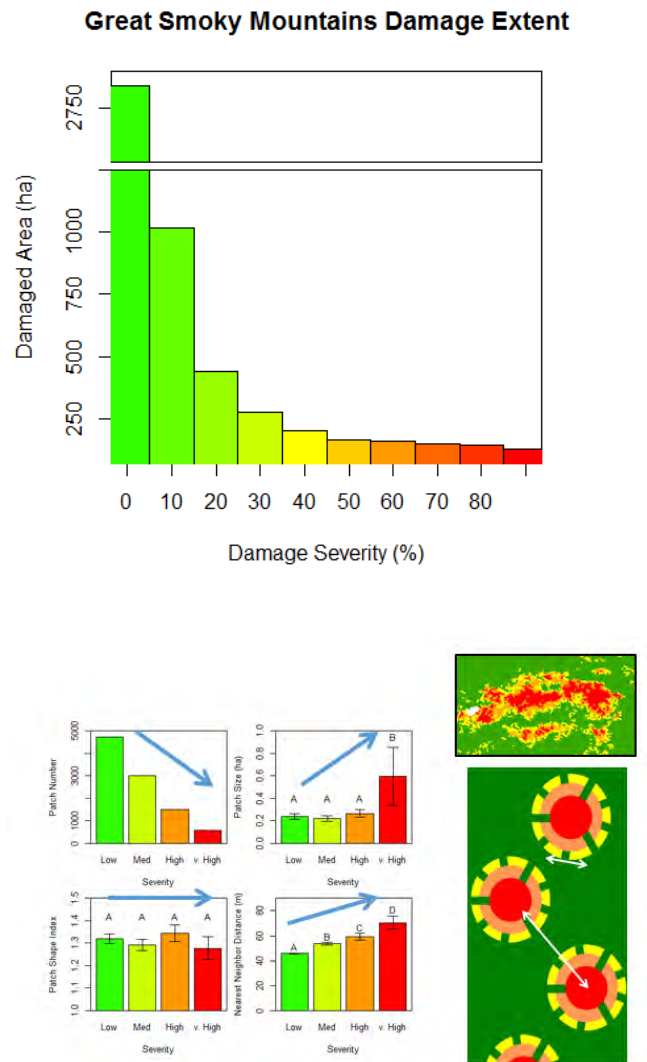 Great Smoky Mountains Damage Extent
Damaged Area (ha)
2750
1000
750
500
250
0 10 20 30 40 50 60 70 80
Damage Severity (%)
Patch Number
5000
3000
0
Low Med High v. High
Severity
Patch Size (ha)
1.0
0.8
0.6
0.4
0.2
0.0
A A A B
Low Med High v. High
Severity
Patch Shape Index
1.5
1.4
1.3
1.2
1.1
1.0
A A A A
Low Med High v. High
Severity
Nearest Neighbor Distance (m)
80
60
40
20
0
A B C D
Low Med High v. High
Severity